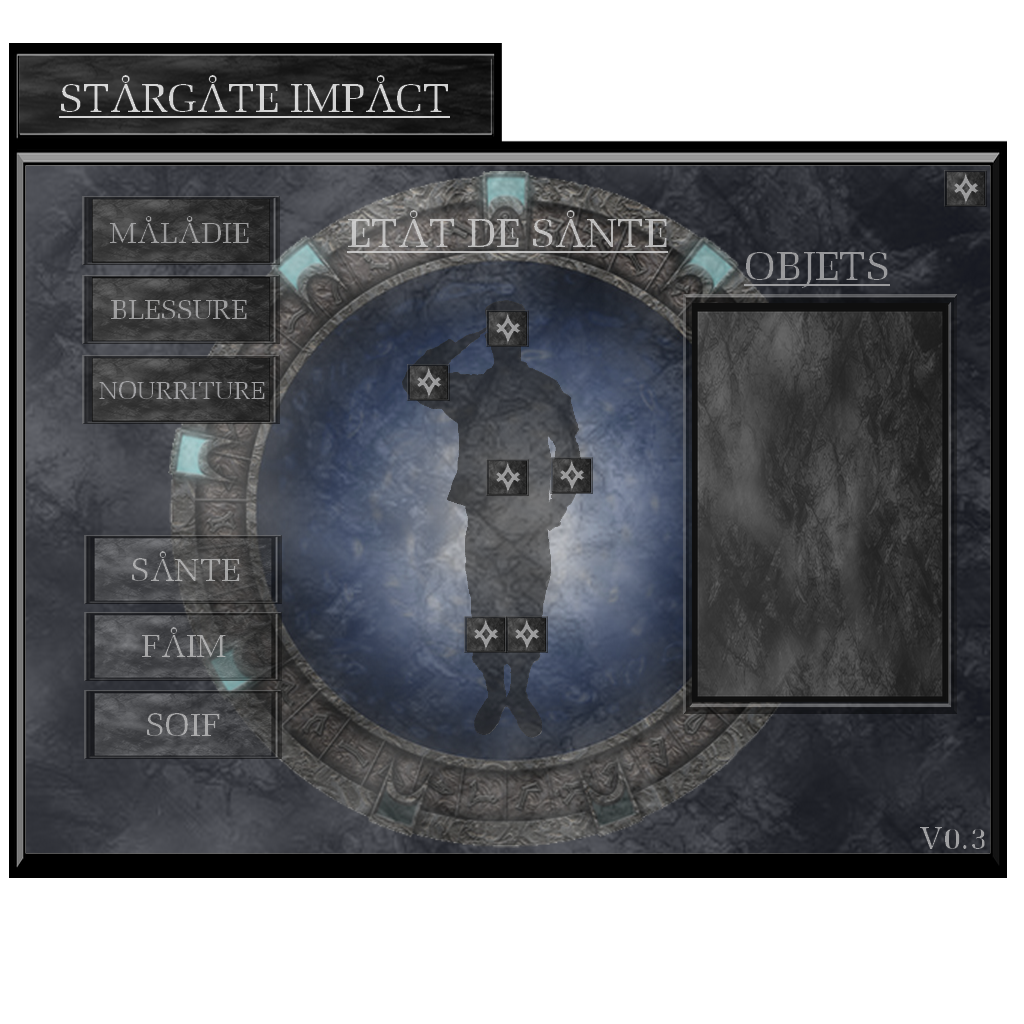 STÅRGÅTE IMPÅCT
ETÅT DE SÅNTE
MÅLÅDIE
BLESSURE
NOURRITURE
OBJETS
SÅNTE
FÅIM
SOIF
V0.3